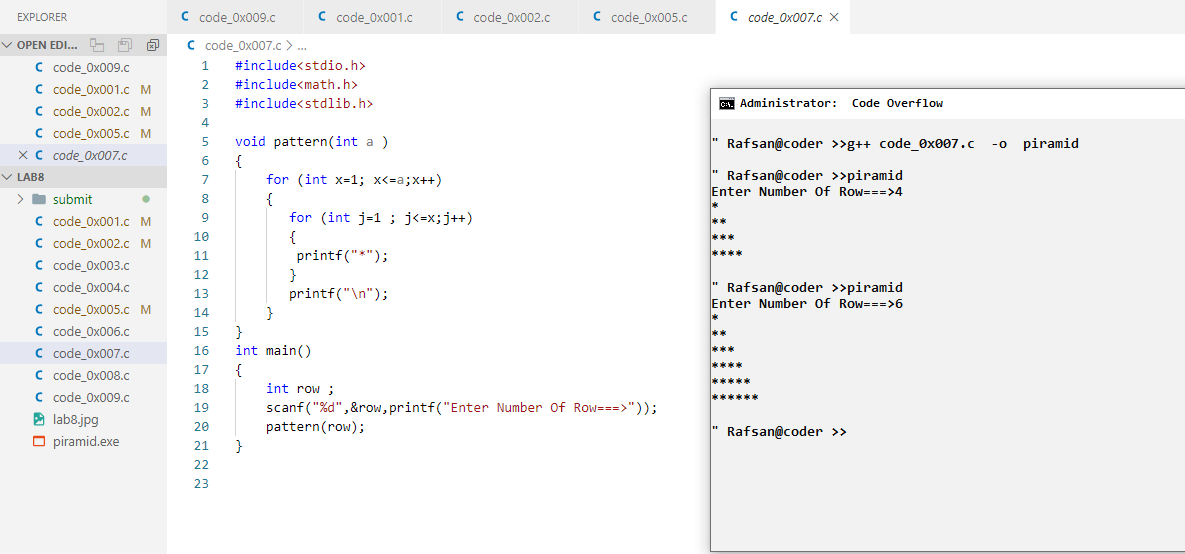 EXPLORER
OPEN EDI...
code_0x009.c
code_0x001.c M
code_0x002.c M
code_0x005.c M
code_0x007.c
LAB8
submit
code_0x001.c M
code_0x002.c M
code_0x003.c
code_0x004.c
code_0x005.c M
code_0x006.c
code_0x007.c
code_0x008.c
code_0x009.c
lab8.jpg
piramid.exe
code_0x009.c code_0x001.c code_0x002.c code_0x005.c code_0x007.c
code_0x007.c > ...
1 #include<stdio.h>
2 #include<math.h>
3 #include<stdlib.h>
4
5 void pattern(int a )
6 {
7     for (int x=1; x<=a;x++)
8     {
9        for (int j=1 ; j<=x;j++)
10        {
11         printf("*");
12        }
13        printf("\n");
14     }
15 }
16 int main()
17 {
18     int row ;
19     scanf("%d",&row,printf("Enter Number Of Row===>"));
20     pattern(row);
21 }
22
23
C:\. Administrator:  Code Overflow
" Rafsan@coder >>g++ code_0x007.c  -o  piramid
" Rafsan@coder >>piramid
Enter Number Of Row===>4
*
**
***
****
" Rafsan@coder >>piramid
Enter Number Of Row===>6
*
**
***
****
*****
******
" Rafsan@coder >>